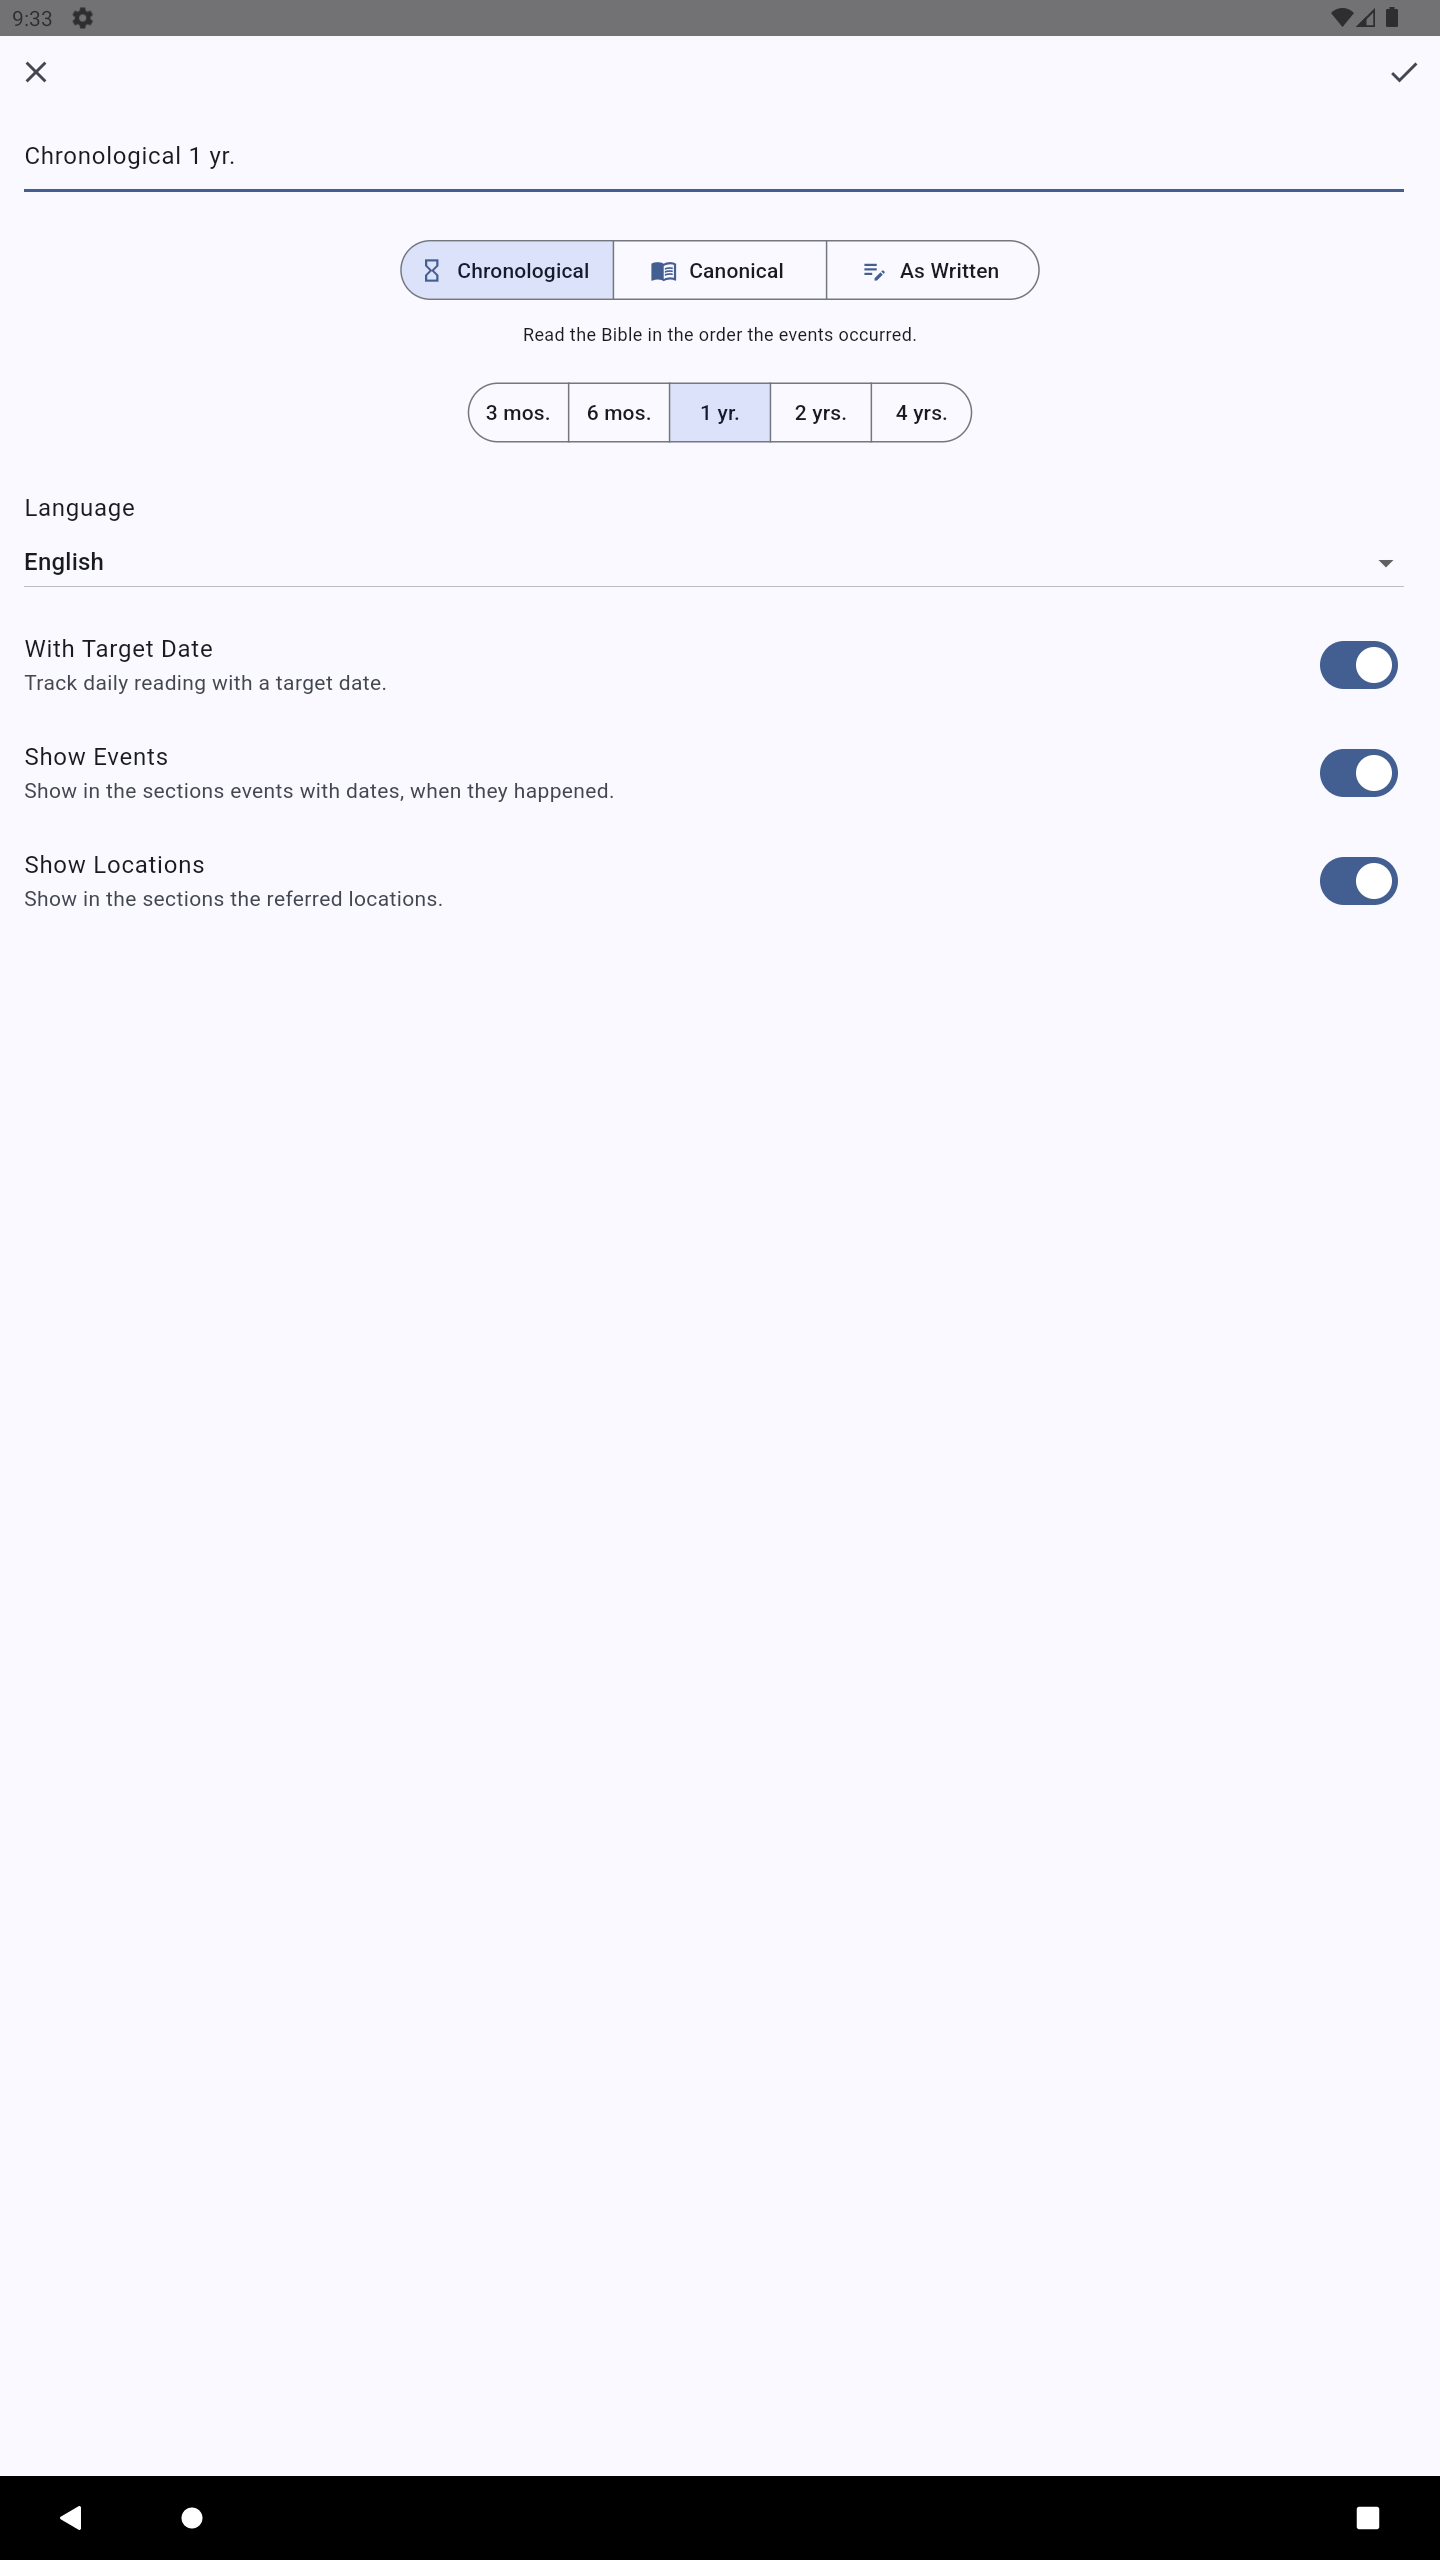 9:33
Chronological 1 yr.
Chronological Canonical As Written
Read the Bible in the order the events occurred.
3 mos. 6 mos. 1 yr. 2 yrs. 4 yrs.
Language
English
With Target Date
Track daily reading with a target date.
Show Events
Show in the sections events with dates, when they happened.
Show Locations
Show in the sections the referred locations.